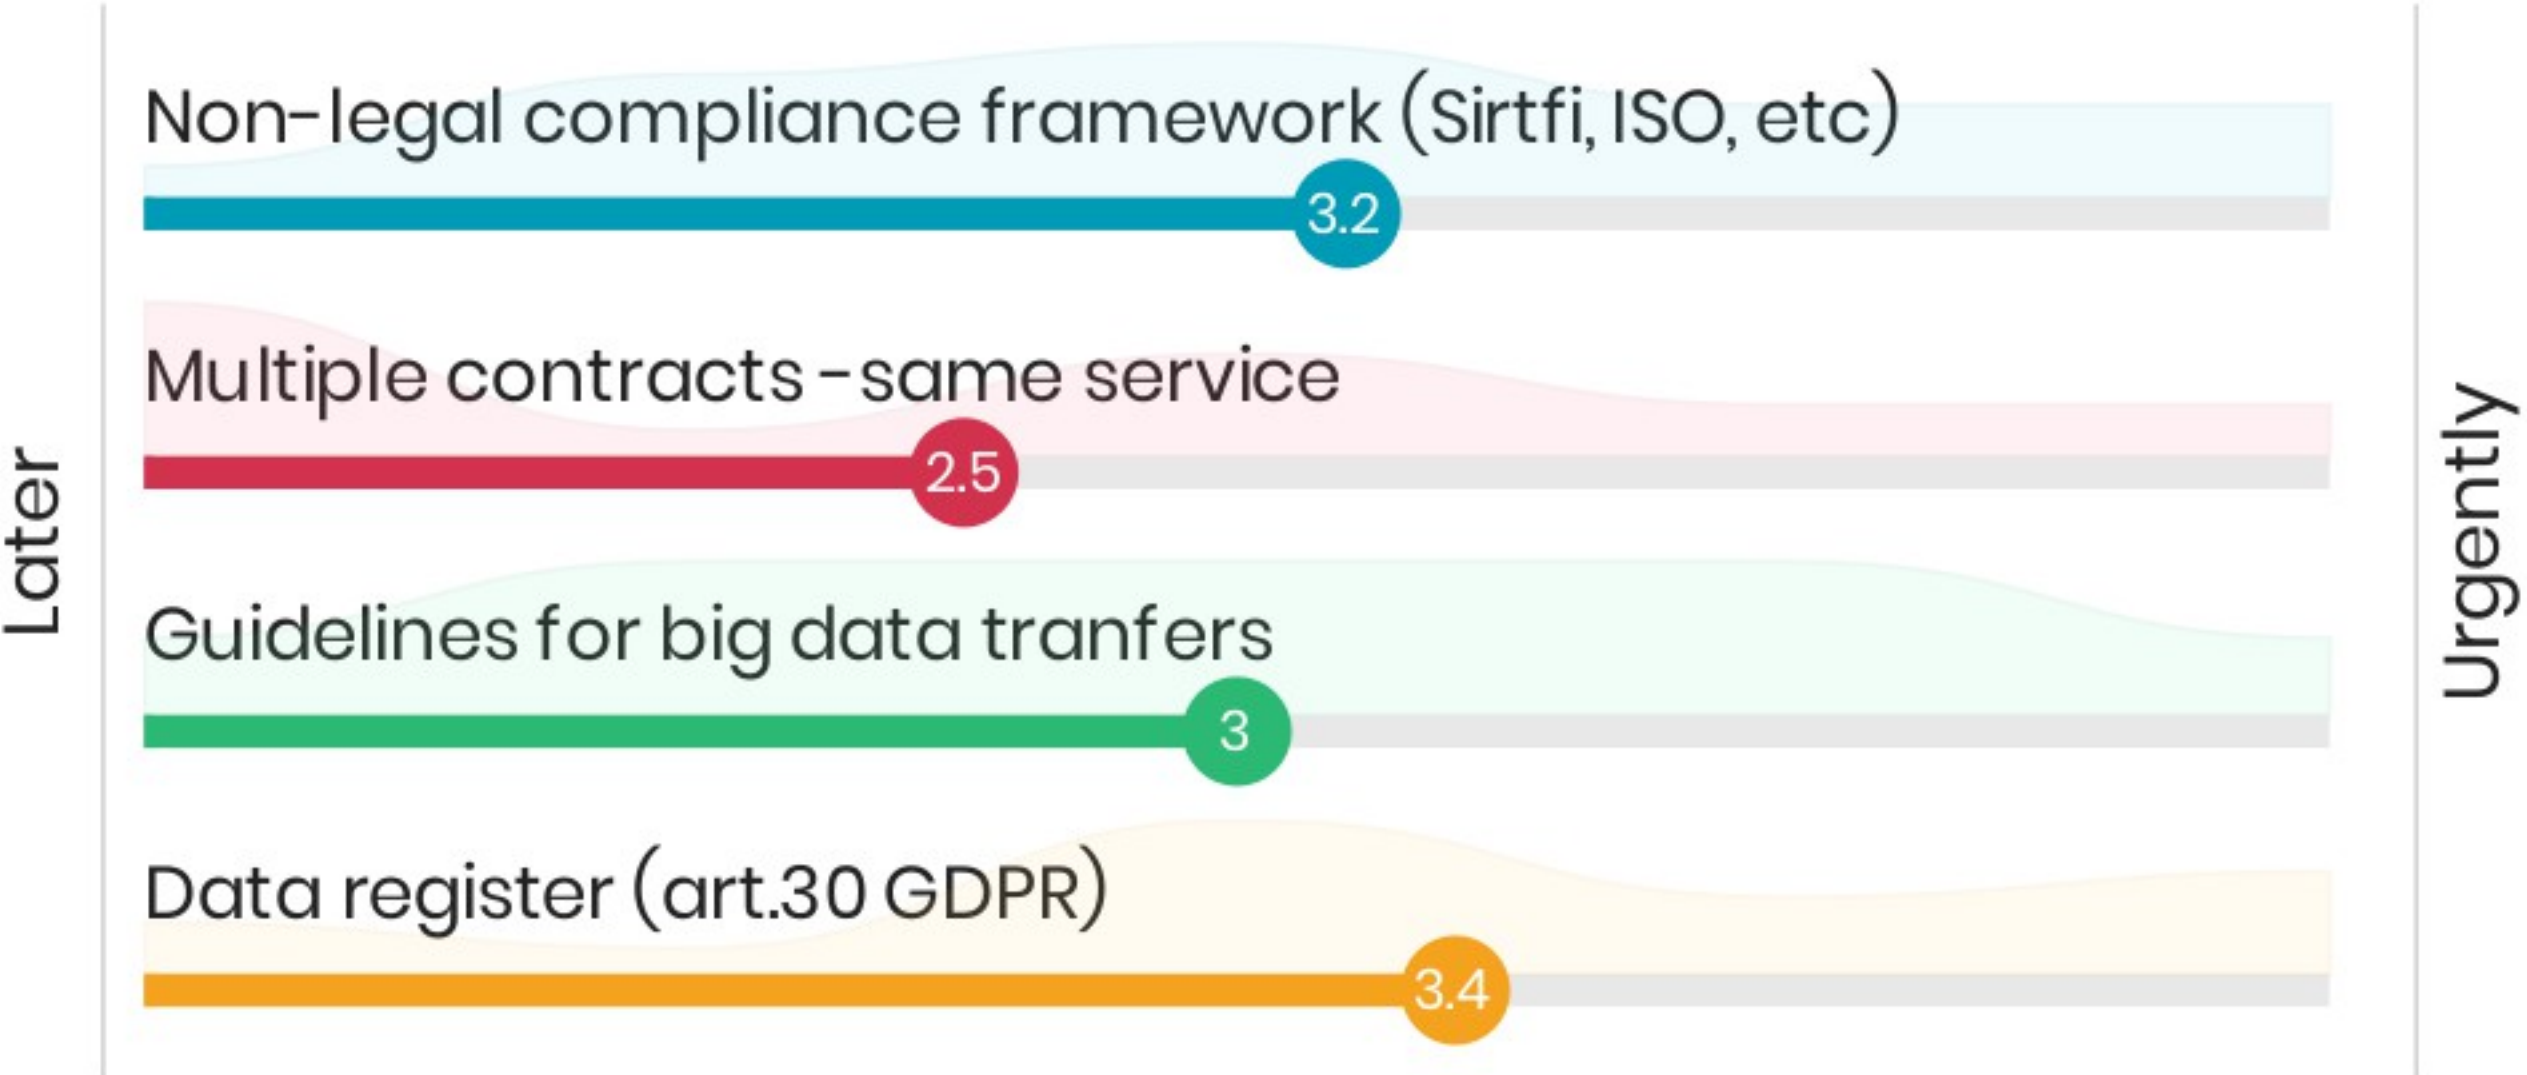 Non-legal compliance framework (Sirtfi, ISO, etc)
3.2
Multiple contracts - same service
2.5
Later
Urgently
Guidelines for big data tranfers
3
Data register (art.30 GDPR)
3.4